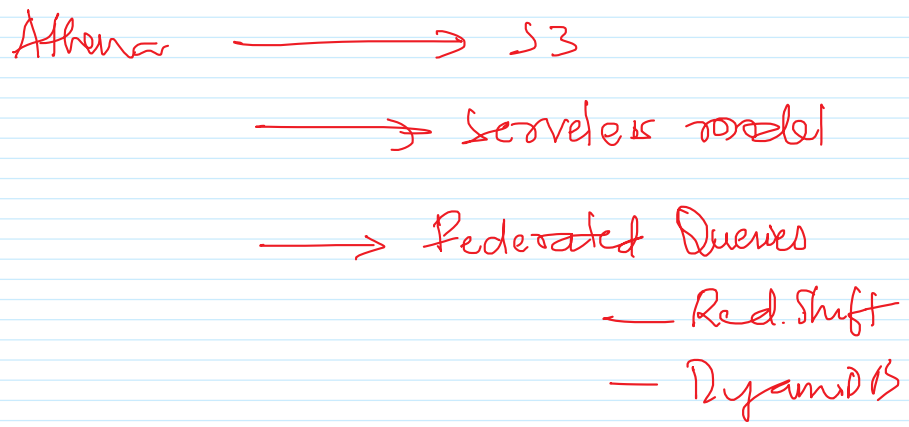 Athena → S3
→ Serveless model
→ Federated Queries
← Red.Shift
— DyamoDB